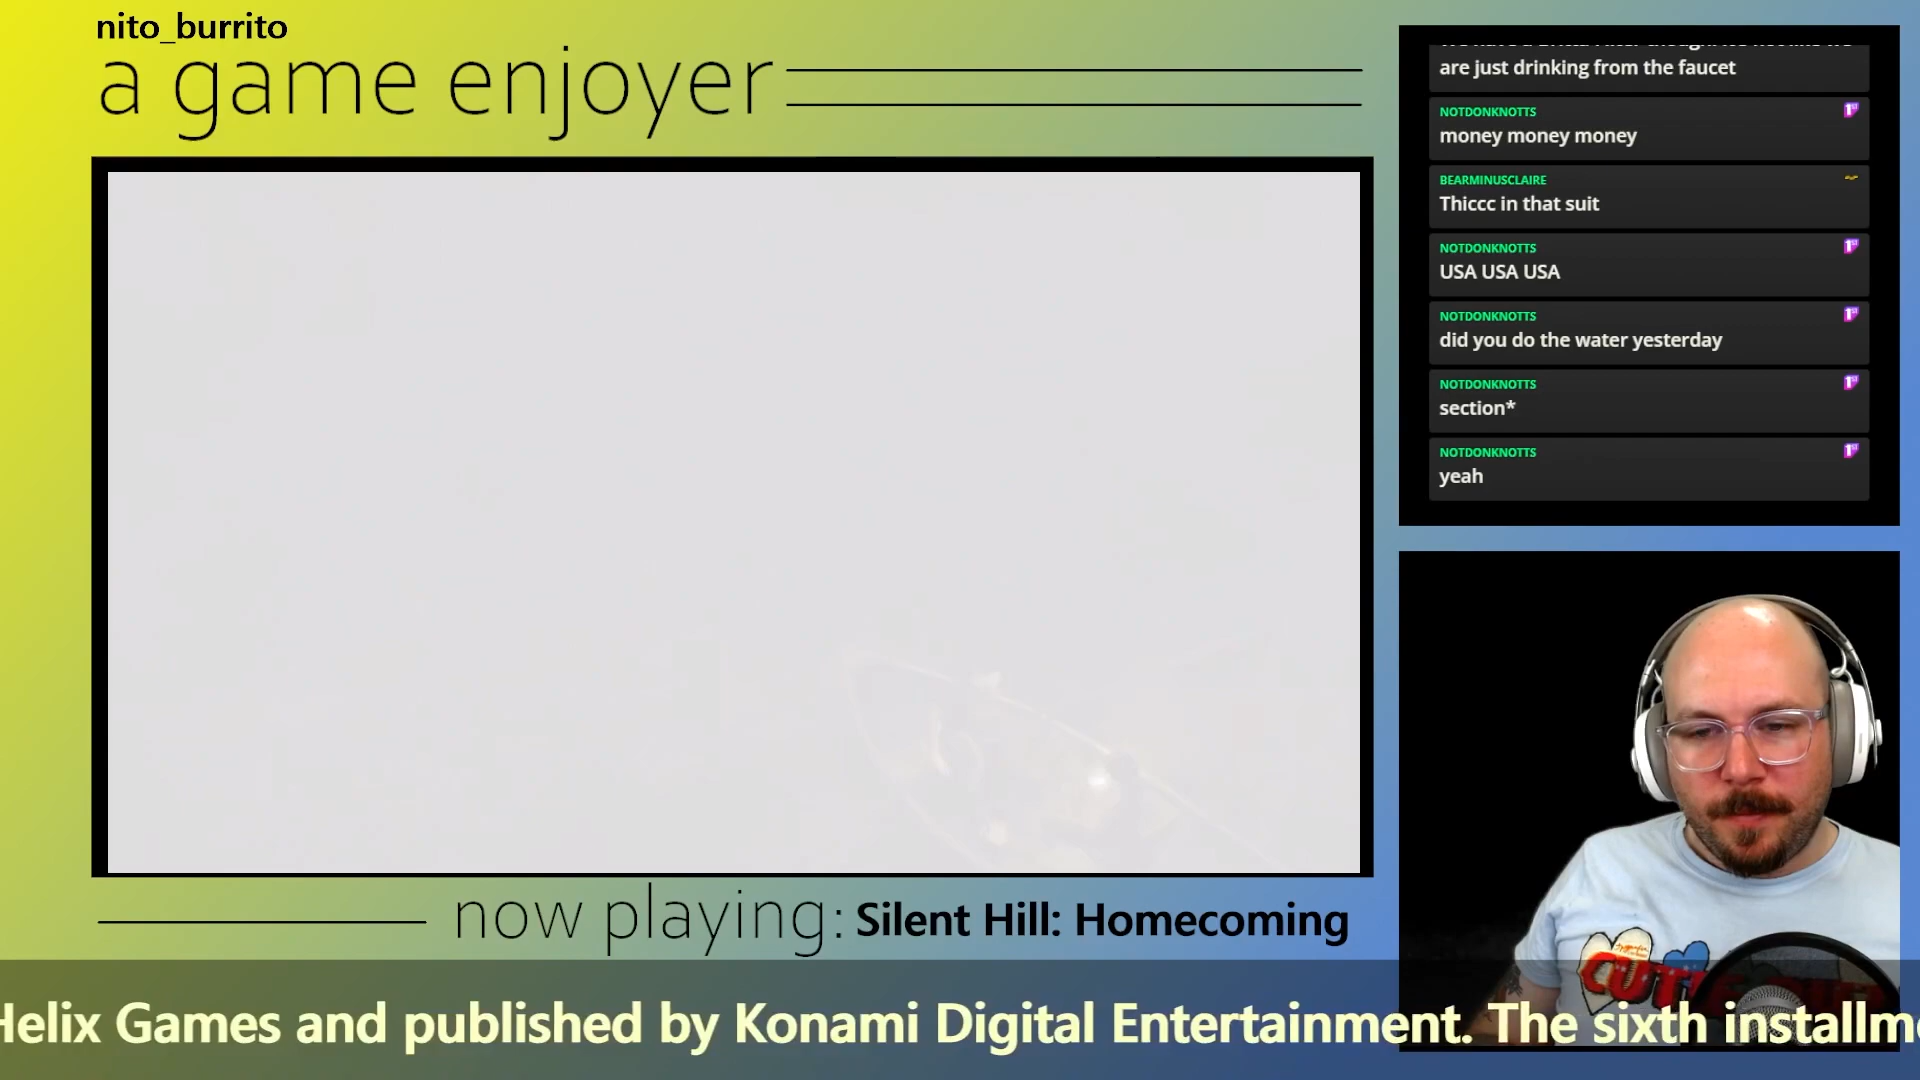 nito_burrito
a game enjoyer
are just drinking from the faucet
NOTDONKNOTTS
money money money
BEARMINUSCLAIRE
Thiccc in that suit
NOTDONKNOTTS
USA USA USA
NOTDONKNOTTS
did you do the water yesterday
NOTDONKNOTTS
section*
NOTDONKNOTTS
yeah
now playing: Silent Hill: Homecoming
Helix Games and published by Konami Digital Entertainment. The sixth installm